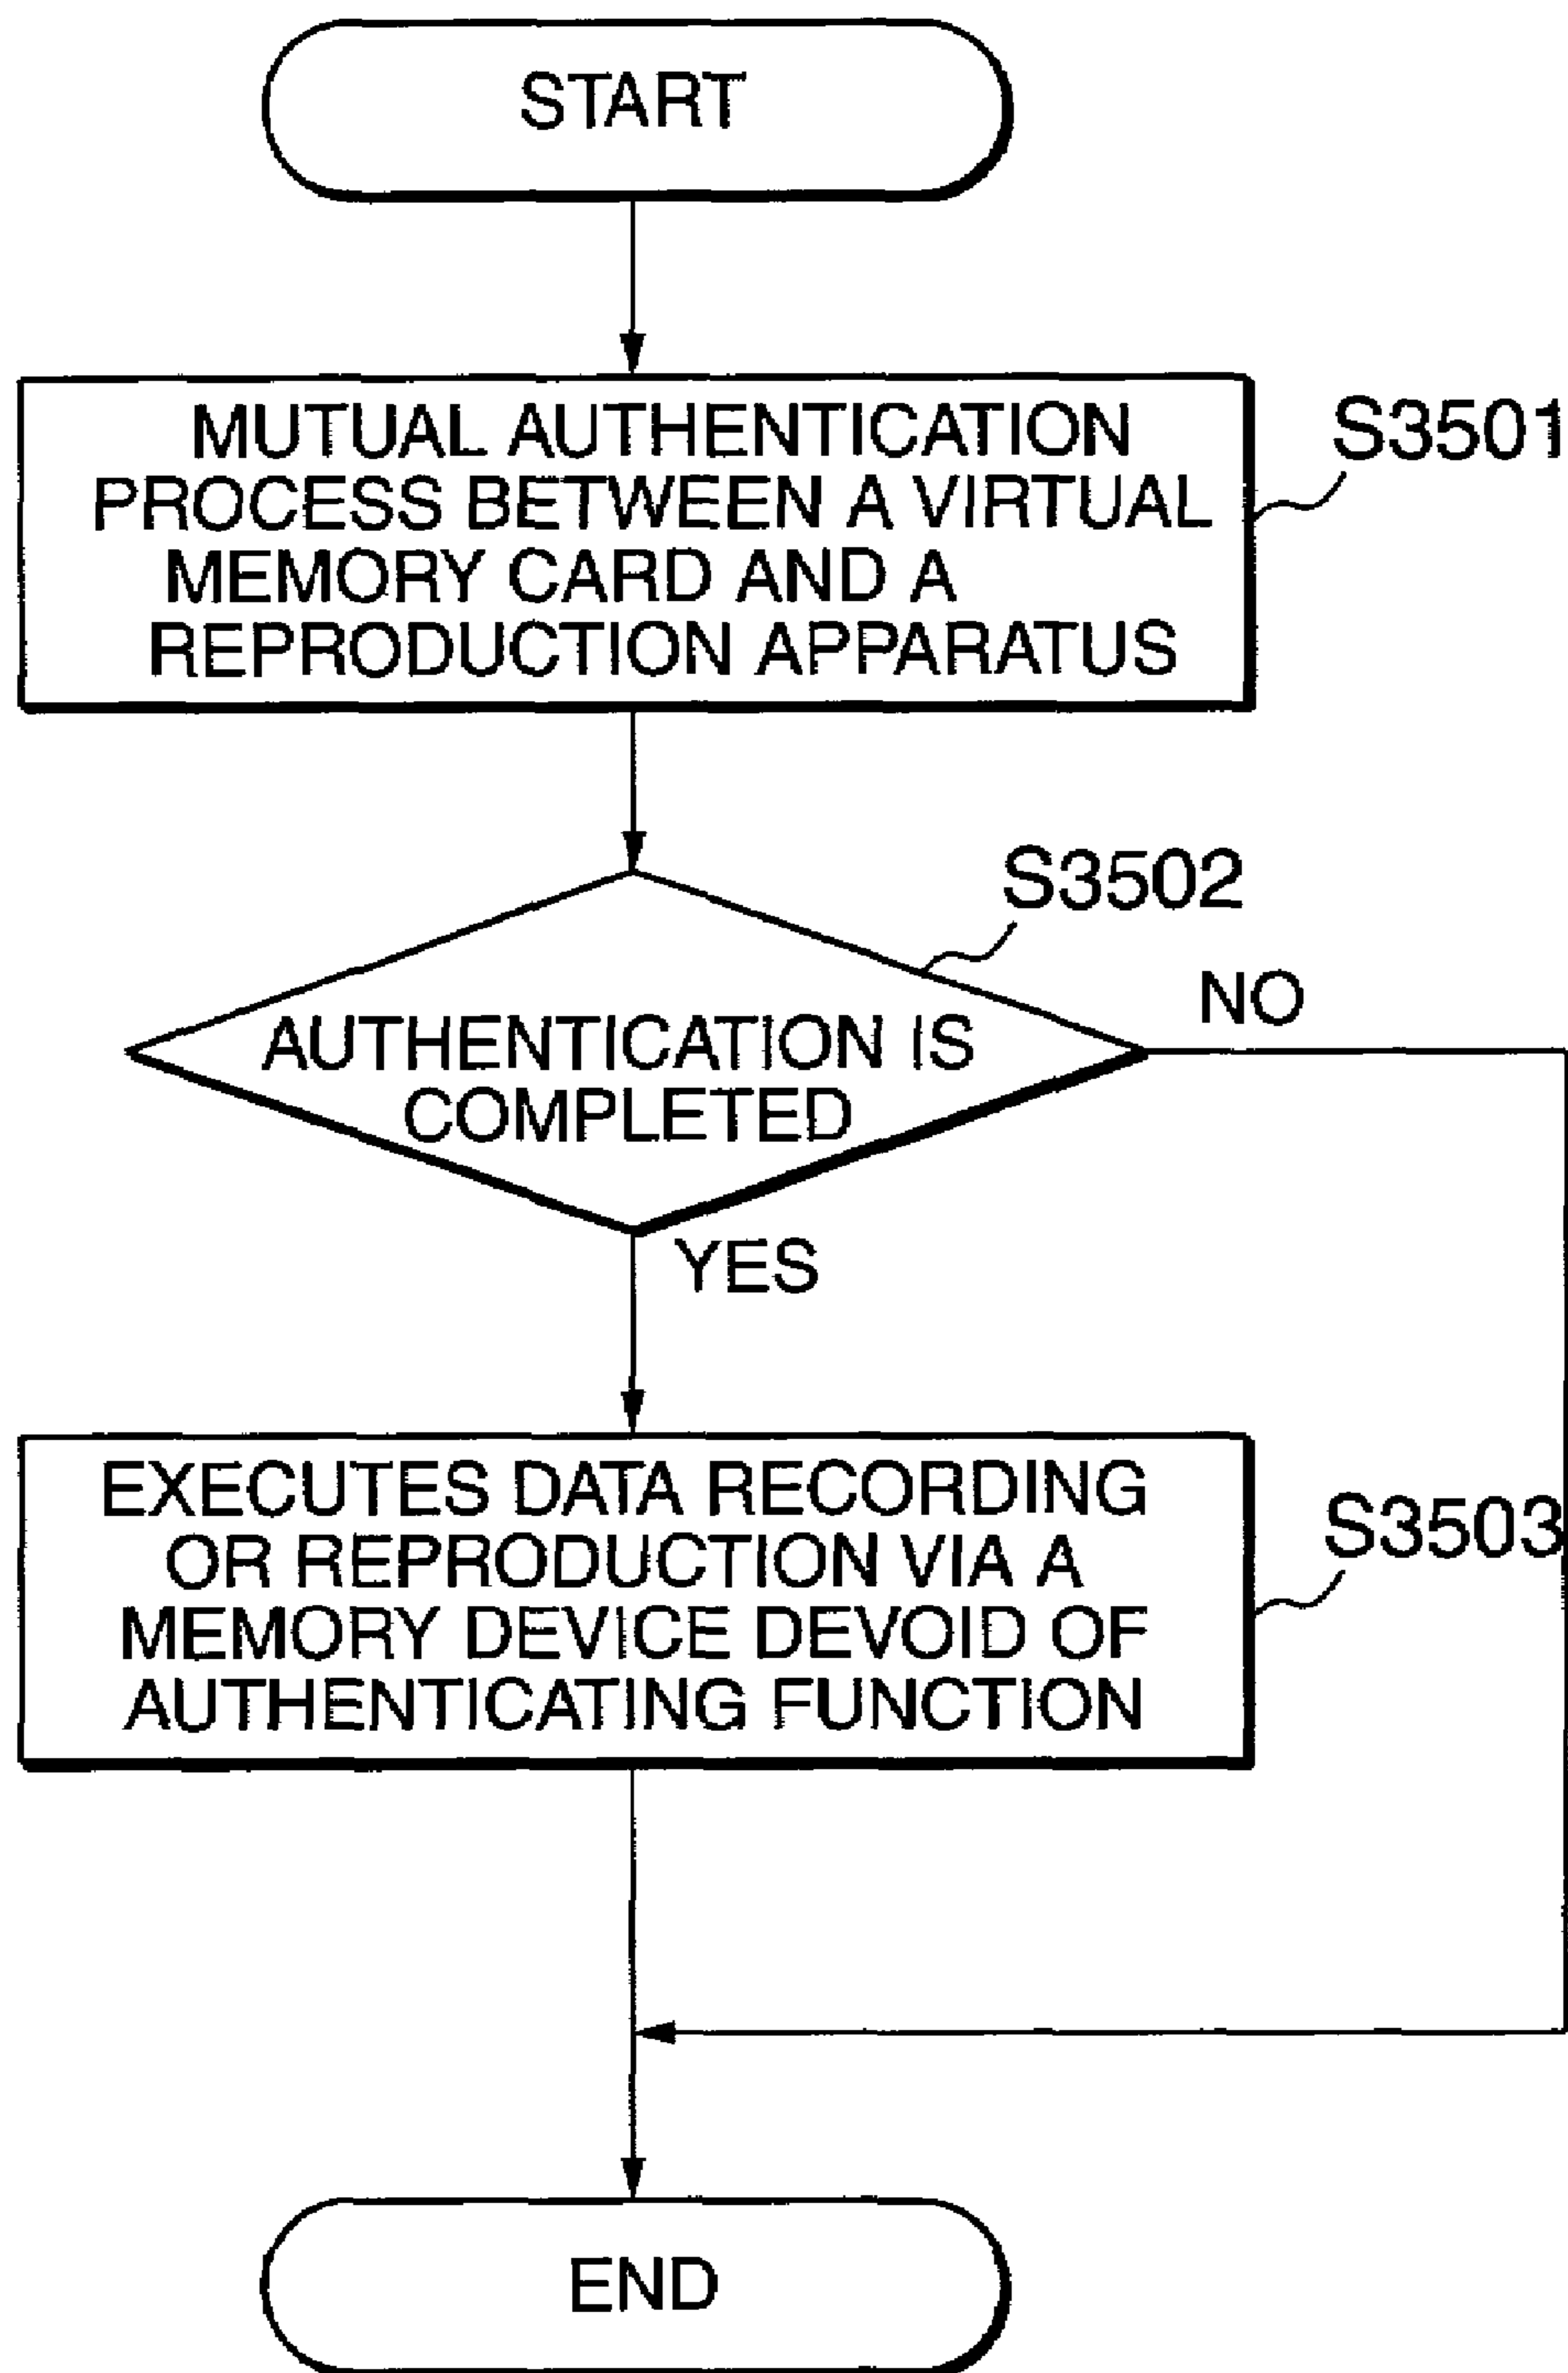 START
MUTUAL AUTHENTICATION
PROCESS BETWEEN A VIRTUAL
MEMORY CARD AND A
REPRODUCTION APPARATUS
S3501
S3502
AUTHENTICATION IS
COMPLETED
NO
YES
EXECUTES DATA RECORDING
OR REPRODUCTION VIA A
MEMORY DEVICE DEVOID OF
AUTHENTICATING FUNCTION
S3503
END